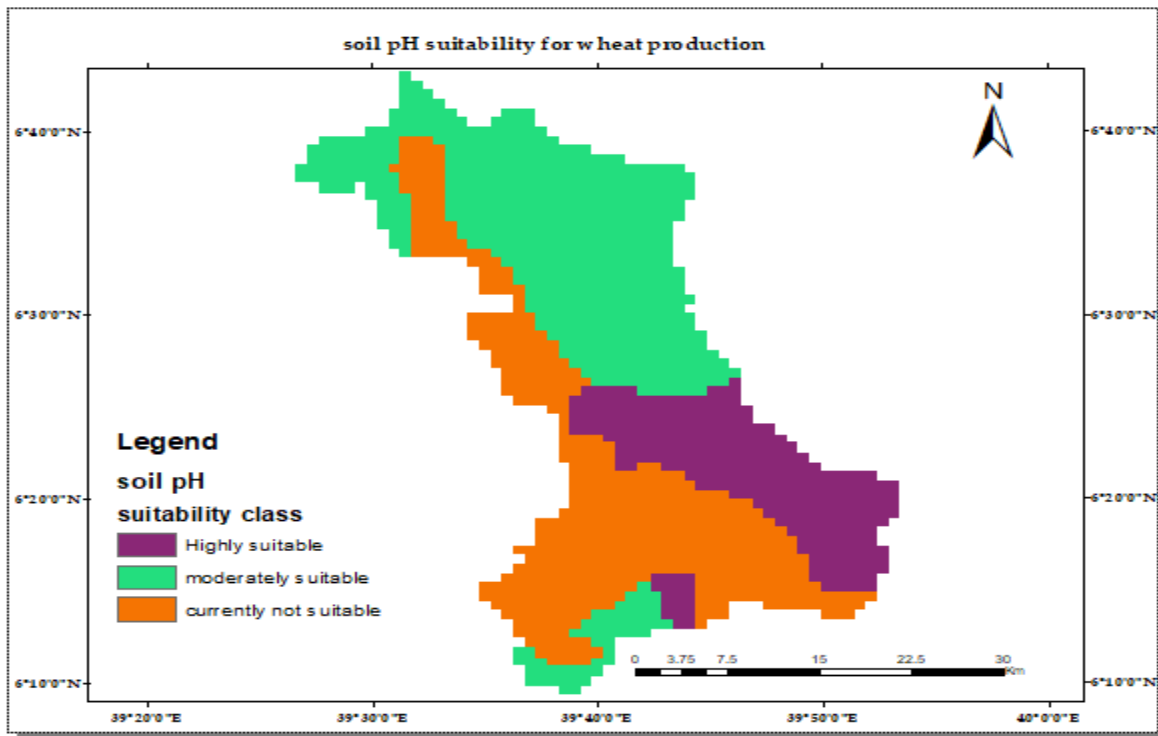 soil pH suitability for wheat production
N
6°40'0"N
6°40'0"N
6°30'0"N
6°30'0"N
6°20'0"N
6°20'0"N
6°10'0"N
6°10'0"N
Legend
soil pH
suitability class
Highly suitable
moderately suitable
currently not suitable
0 3.75 7.5 15 22.5 30
Km
39°20'0"E 39°30'0"E 39°40'0"E 39°50'0"E 40°0'0"E